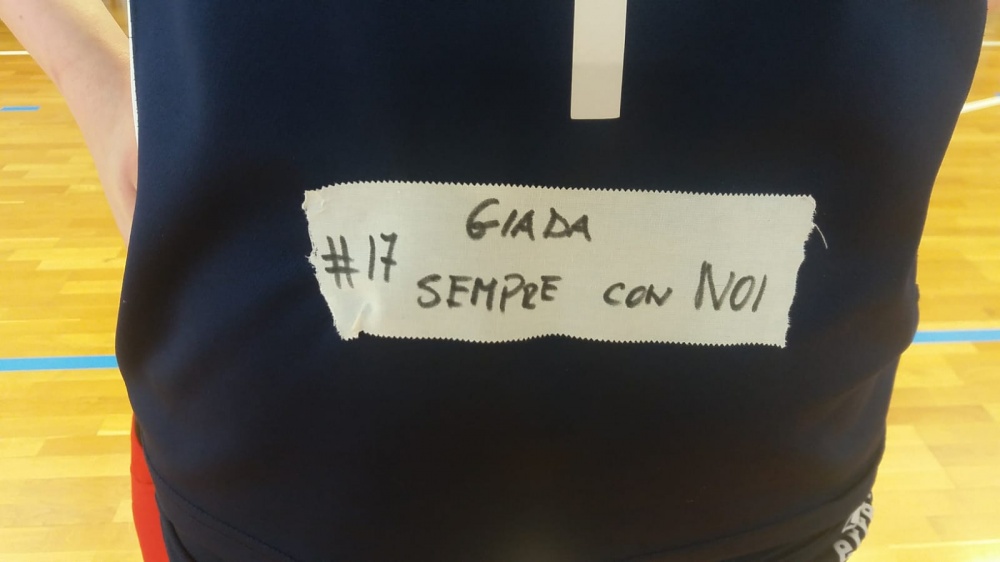 GIADA
#17 SEMPRE CON NOI